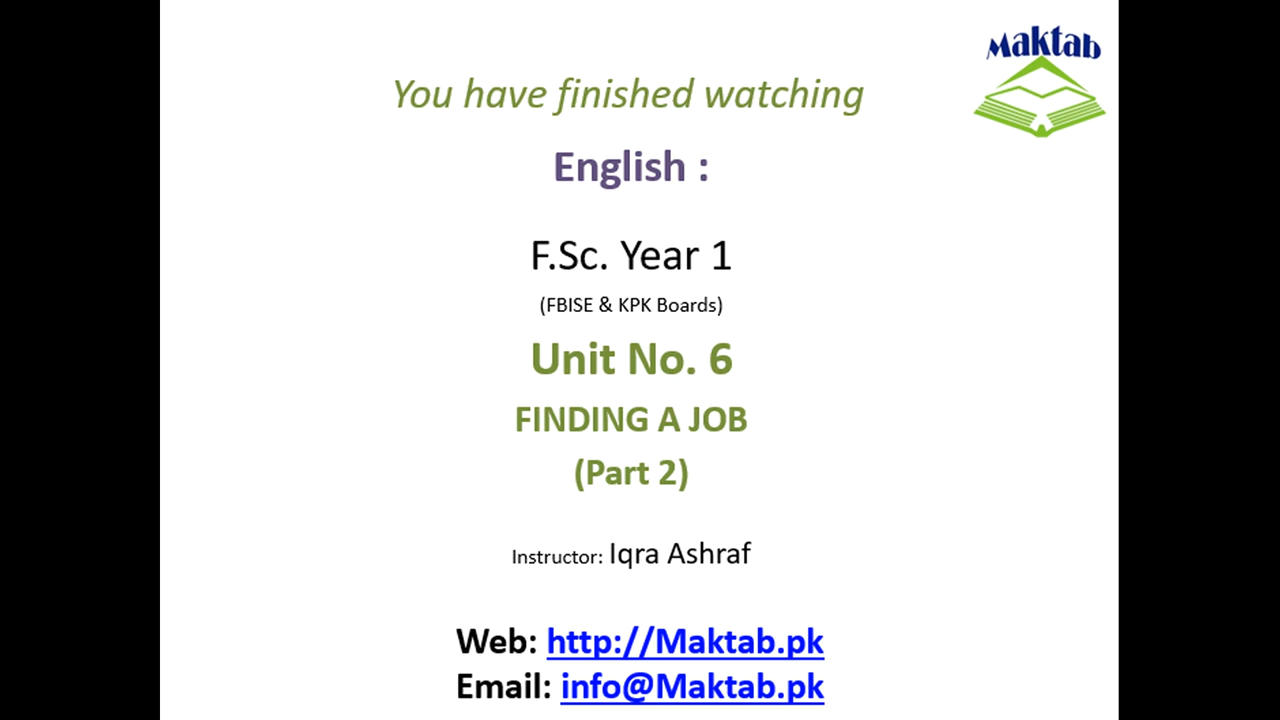 Maktab
You have finished watching
English :
F.Sc. Year 1
(FBISE & KPK Boards)
Unit No. 6
FINDING A JOB
(Part 2)
Instructor: Iqra Ashraf
Web: http://Maktab.pk
Email: info@Maktab.pk